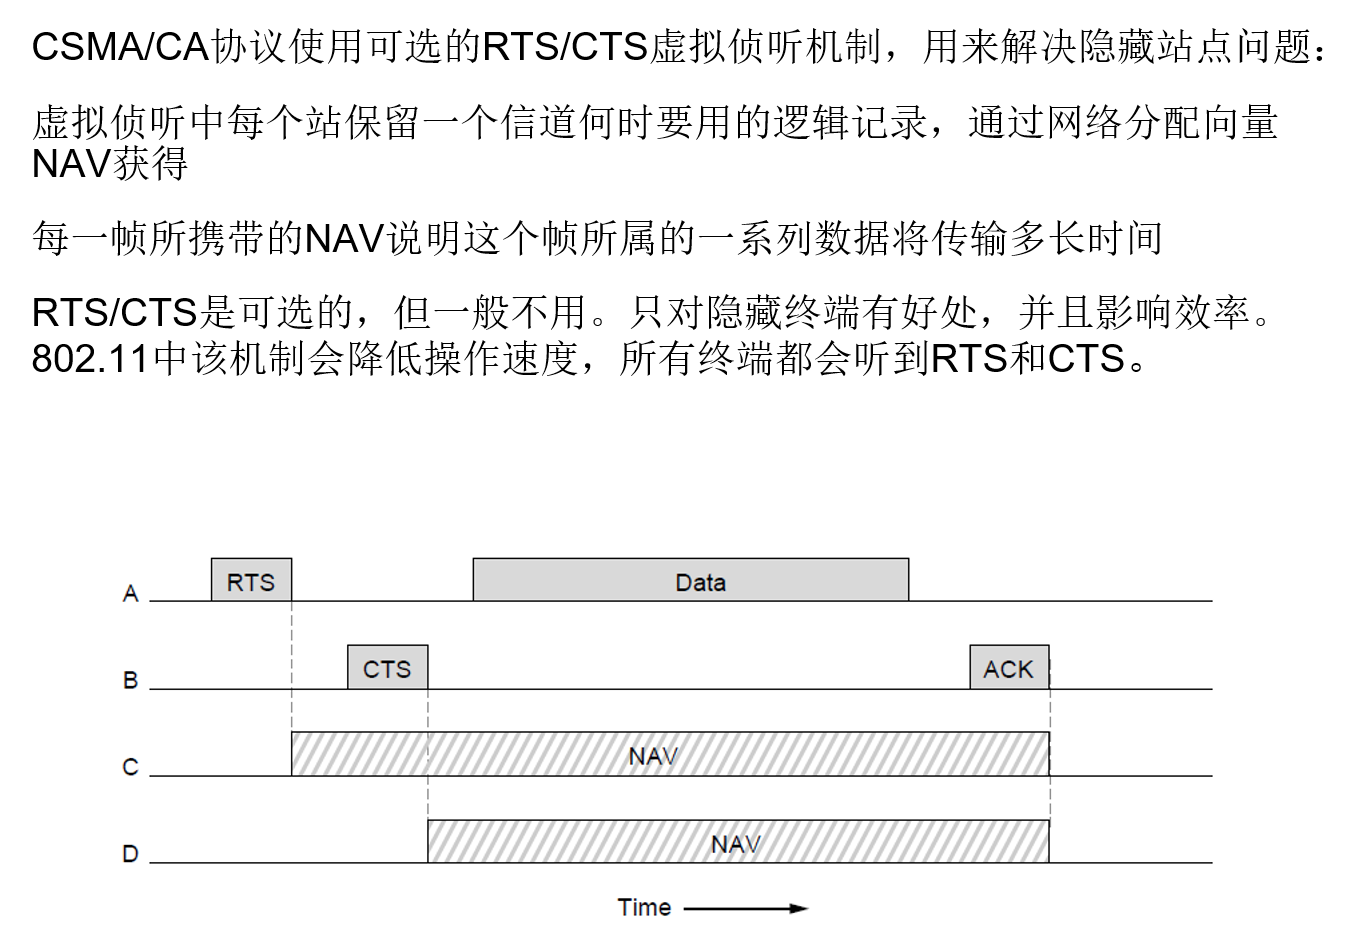 CSMA/CA协议使用可选的RTS/CTS虚拟侦听机制，用来解决隐藏站点问题：
虚拟侦听中每个站保留一个信道何时要用的逻辑记录，通过网络分配向量
NAV获得
每一帧所携带的NAV说明这个帧所属的一系列数据将传输多长时间
RTS/CTS是可选的，但一般不用。只对隐藏终端有好处，并且影响效率。
802.11中该机制会降低操作速度，所有终端都会听到RTS和CTS。
A RTS Data
B CTS ACK
C NAV
D NAV
Time